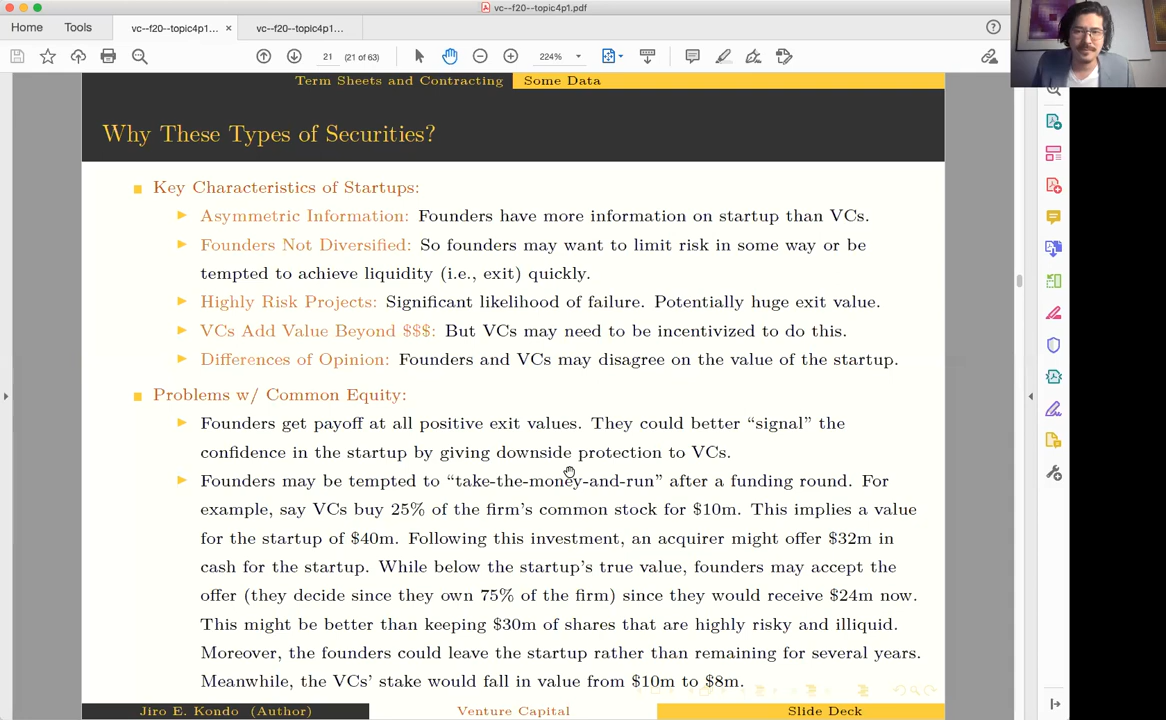 vc--f20--topic4p1.pdf
Home Tools vc--f20--topic4p1... × vc--f20--topic4p1...
21 (21 of 63) 224%
Term Sheets and Contracting Some Data
Why These Types of Securities?
Key Characteristics of Startups:
Asymmetric Information: Founders have more information on startup than VCs.
Founders Not Diversified: So founders may want to limit risk in some way or be
tempted to achieve liquidity (i.e., exit) quickly.
Highly Risk Projects: Significant likelihood of failure. Potentially huge exit value.
VCs Add Value Beyond $$$: But VCs may need to be incentivized to do this.
Differences of Opinion: Founders and VCs may disagree on the value of the startup.
Problems w/ Common Equity:
Founders get payoff at all positive exit values. They could better “signal” the
confidence in the startup by giving downside protection to VCs.
Founders may be tempted to “take-the-money-and-run” after a funding round. For
example, say VCs buy 25% of the firm’s common stock for $10m. This implies a value
for the startup of $40m. Following this investment, an acquirer might offer $32m in
cash for the startup. While below the startup’s true value, founders may accept the
offer (they decide since they own 75% of the firm) since they would receive $24m now.
This might be better than keeping $30m of shares that are highly risky and illiquid.
Moreover, the founders could leave the startup rather than remaining for several years.
Meanwhile, the VCs’ stake would fall in value from $10m to $8m.
Jiro E. Kondo (Author) Venture Capital Slide Deck